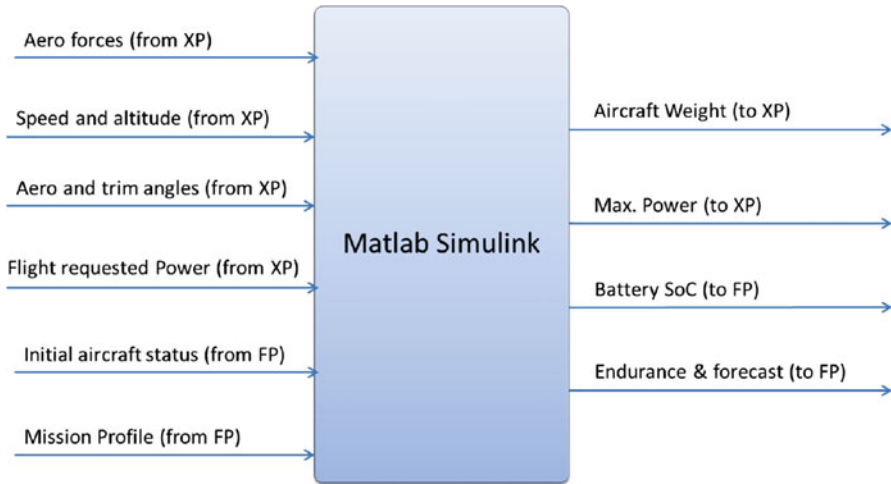 Aero forces (from XP)
Speed and altitude (from XP)
Aero and trim angles (from XP)
Flight requested Power (from XP)
Initial aircraft status (from FP)
Mission Profile (from FP)
Matlab Simulink
Aircraft Weight (to XP)
Max. Power (to XP)
Battery SoC (to FP)
Endurance & forecast (to FP)